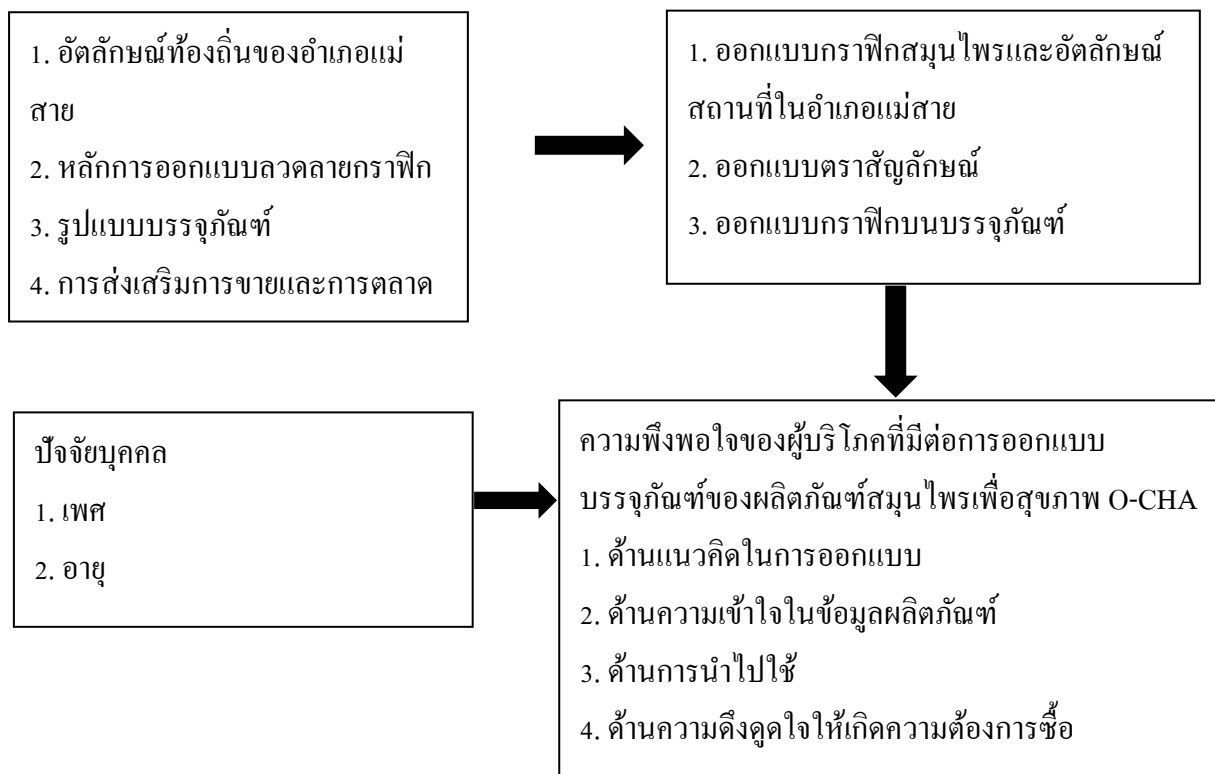 1. อัตลักษณ์ท้องถิ่นของอำเภอแม่
สาย
2. หลักการออกแบบลวดลายกราฟิก
3. รูปแบบบรรจุภัณฑ์
4. การส่งเสริมการขายและการตลาด
1. ออกแบบกราฟิกสมุนไพรและอัตลักษณ์
สถานที่ในอำเภอแม่สาย
2. ออกแบบตราสัญลักษณ์
3. ออกแบบกราฟิกบนบรรจุภัณฑ์
ปัจจัยบุคคล
1. เพศ
2. อายุ
ความพึงพอใจของผู้บริโภคที่มีต่อการออกแบบ
บรรจุภัณฑ์ของผลิตภัณฑ์สมุนไพรเพื่อสุขภาพ O-CHA
1. ด้านแนวคิดในการออกแบบ
2. ด้านความเข้าใจในข้อมูลผลิตภัณฑ์
3. ด้านการนำไปใช้
4. ด้านความดึงดูดใจให้เกิดความต้องการซื้อ